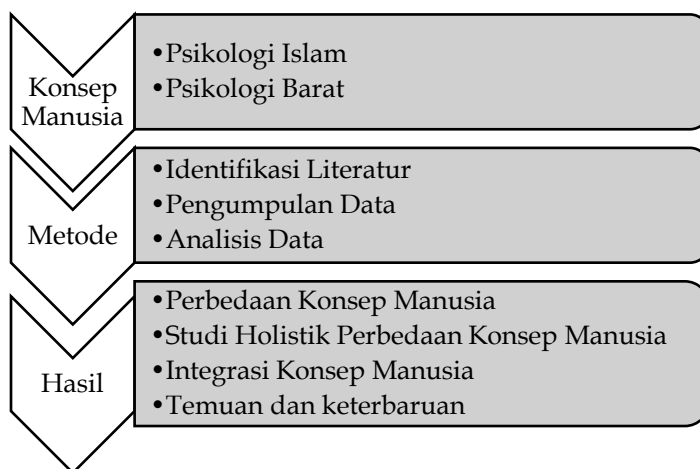 Konsep
Manusia
•Psikologi Islam
•Psikologi Barat
Metode
•Identifikasi Literatur
•Pengumpulan Data
•Analisis Data
Hasil
•Perbedaan Konsep Manusia
•Studi Holistik Perbedaan Konsep Manusia
•Integrasi Konsep Manusia
•Temuan dan keterbaruan